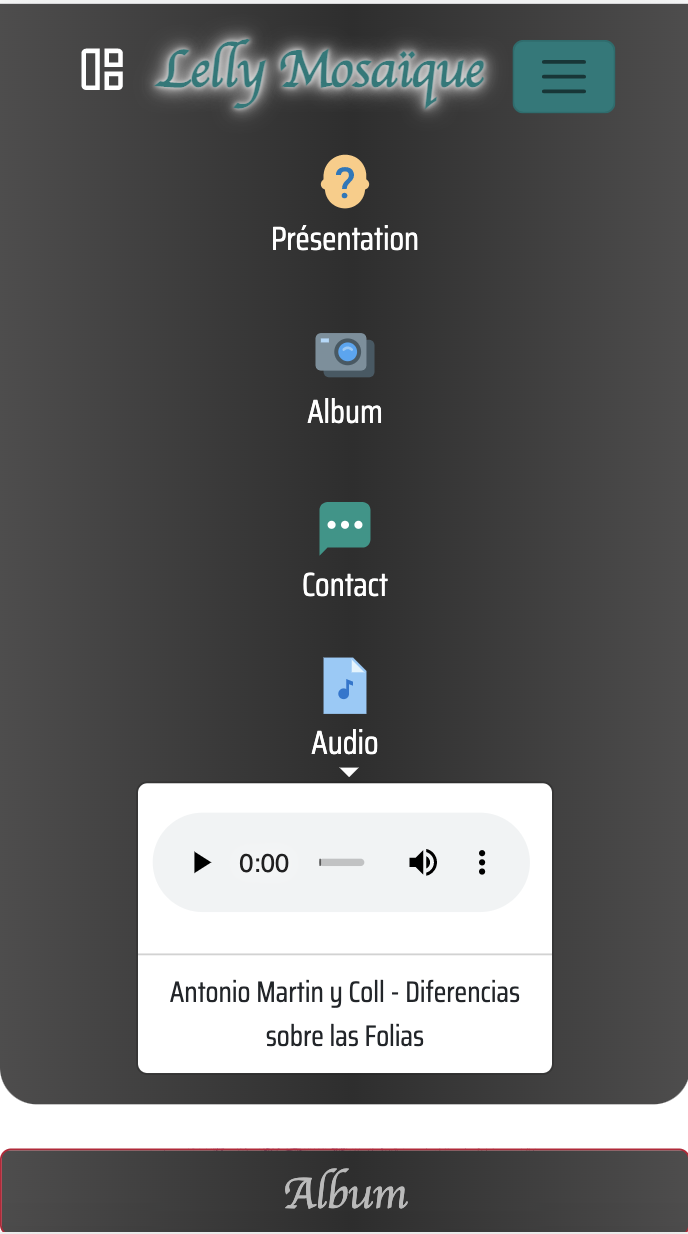 Lelly Mosaïque
?
Présentation
Album
Contact
Audio
0:00
Antonio Martin y Coll - Diferencias
sobre las Folias
Album